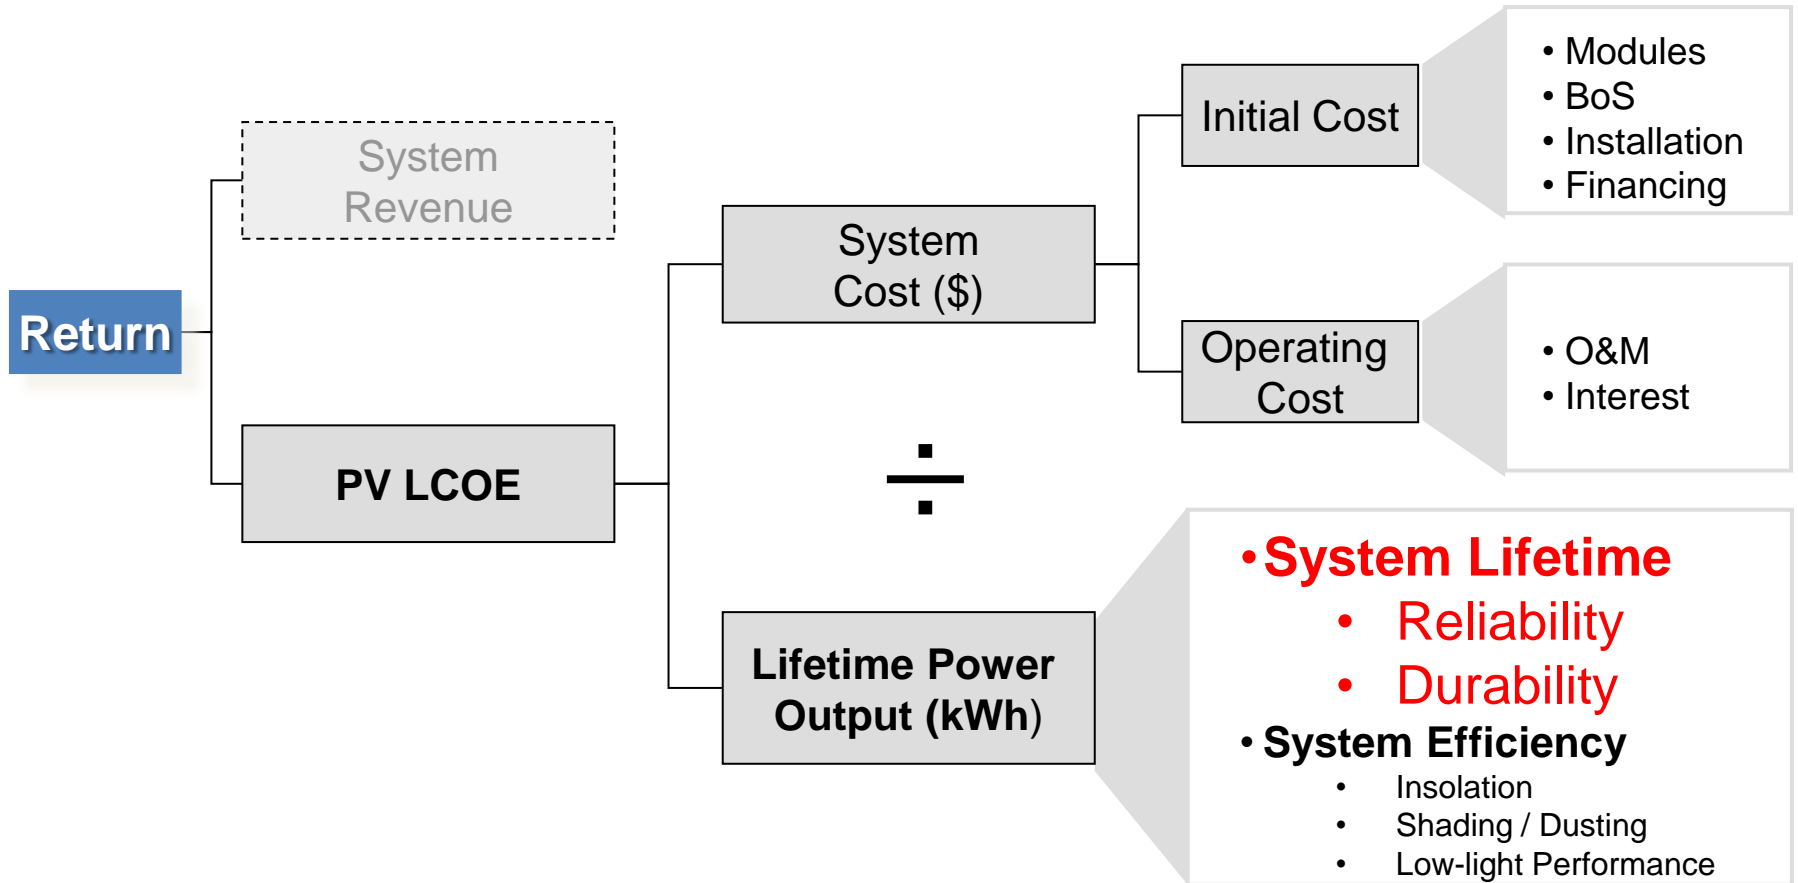 Return
System
Revenue
PV LCOE
System
Cost ($)
÷
Lifetime Power
Output (kWh)
Initial Cost
Operating
Cost
• Modules
• BoS
• Installation
• Financing
• O&M
• Interest
• System Lifetime
• Reliability
• Durability
• System Efficiency
• Insolation
• Shading / Dusting
• Low-light Performance